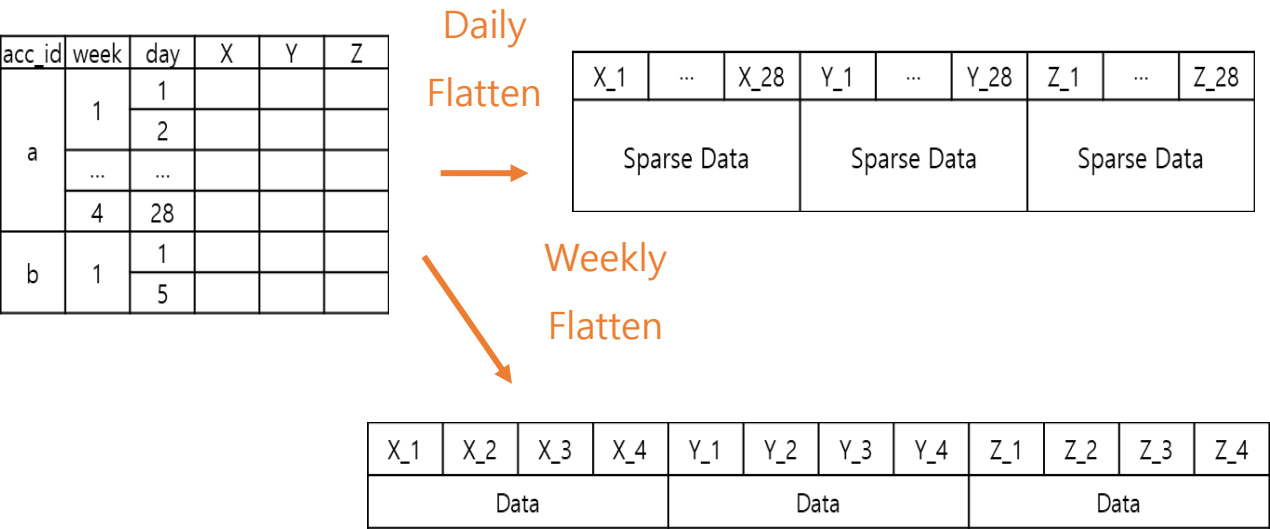 Daily
Flatten
acc_id week day X Y Z
a 1 1
2
... ...
4 28
b 1 1
5
X_1 ... X_28 Y_1 ... Y_28 Z_1 ... Z_28
Sparse Data Sparse Data Sparse Data
Weekly
Flatten
X_1 X_2 X_3 X_4 Y_1 Y_2 Y_3 Y_4 Z_1 Z_2 Z_3 Z_4
Data Data Data